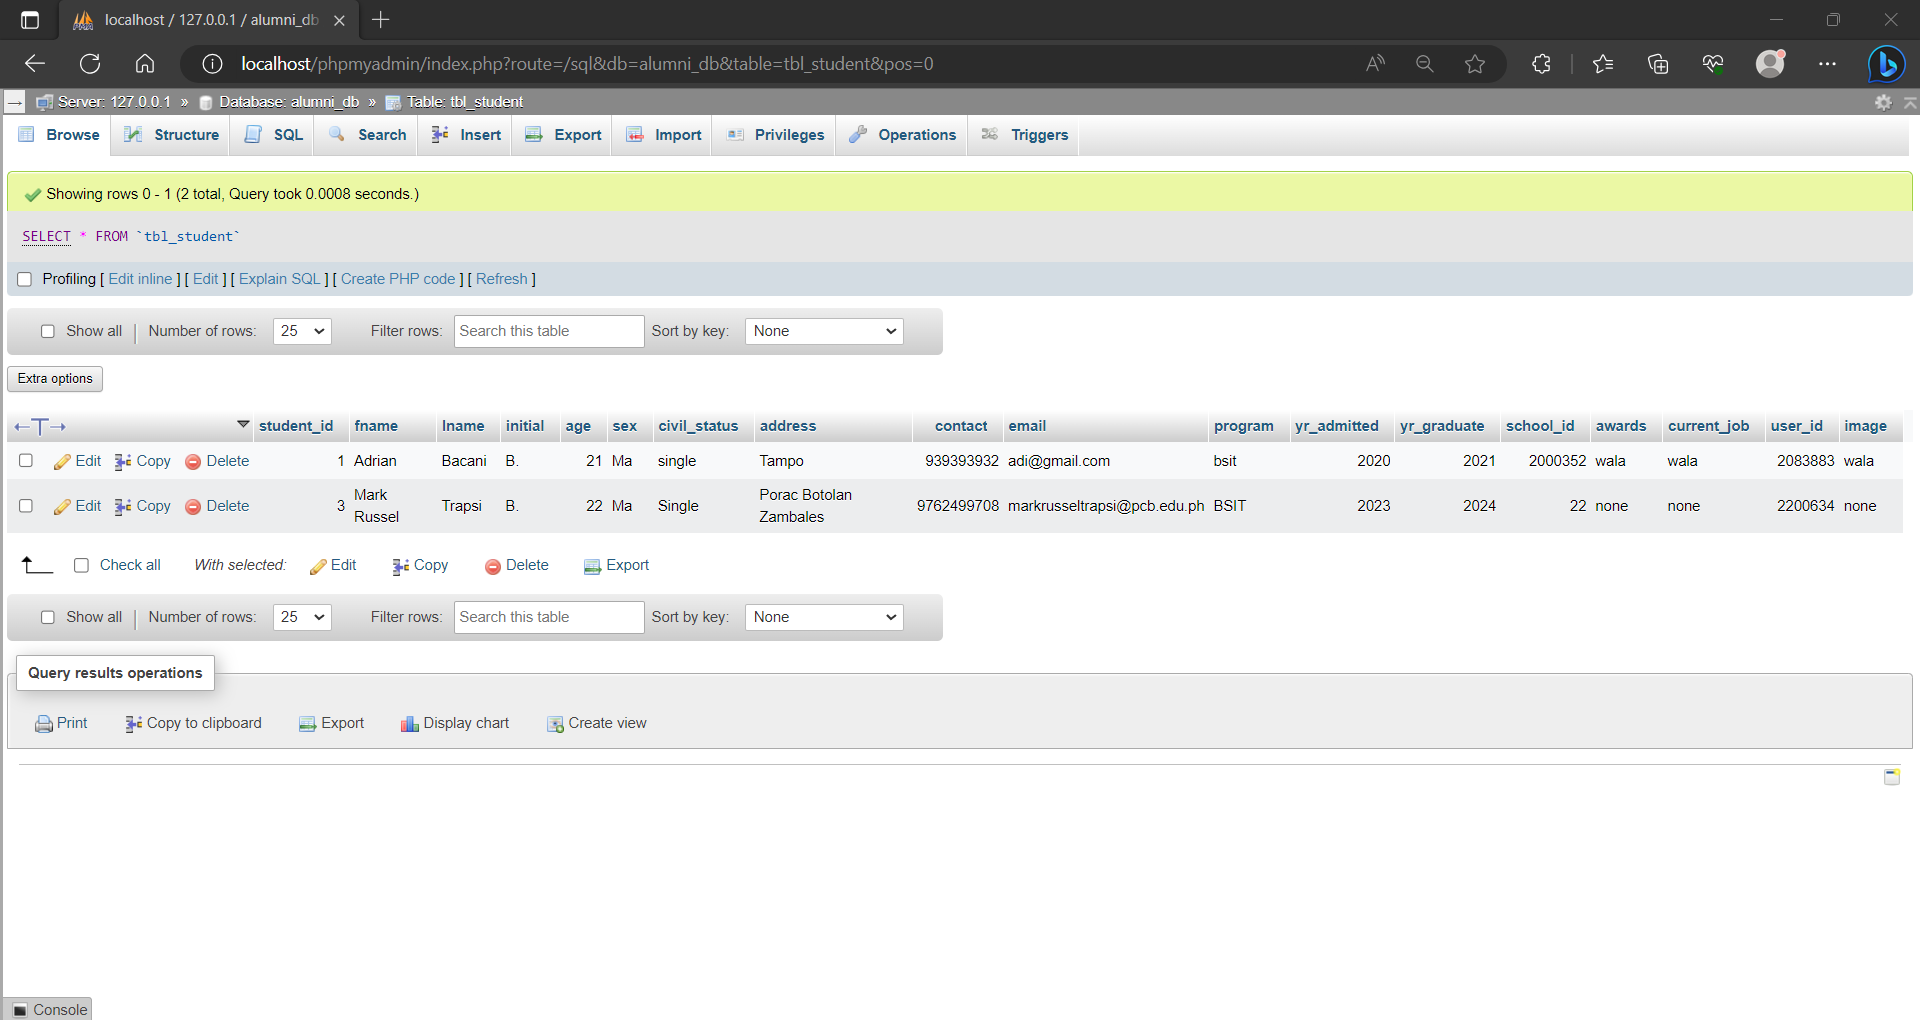 localhost / 127.0.0.1 / alumni_db
localhost/phpmyadmin/index.php?route=/sql&db=alumni_db&table=tbl_student&pos=0
Server: 127.0.0.1 » Database: alumni_db » Table: tbl_student
Browse Structure SQL Search Insert Export Import Privileges Operations Triggers
Showing rows 0 - 1 (2 total, Query took 0.0008 seconds.)
SELECT * FROM `tbl_student`
Profiling [ Edit inline ] [ Edit ] [ Explain SQL ] [ Create PHP code ] [ Refresh ]
Show all Number of rows: 25 Filter rows: Search this table Sort by key: None
Extra options
student_id fname lname initial age sex civil_status address contact email program yr_admitted yr_graduate school_id awards current_job user_id image
Edit Copy Delete 1 Adrian Bacani B. 21 Ma single Tampo 939393932 adi@gmail.com bsit 2020 2021 2000352 wala wala 2083883 wala
Edit Copy Delete 3 Mark Russel Trapsi B. 22 Ma Single Porac Botolan Zambales 9762499708 markrusseltrapsi@pcb.edu.ph BSIT 2023 2024 22 none none 2200634 none
Check all With selected: Edit Copy Delete Export
Show all Number of rows: 25 Filter rows: Search this table Sort by key: None
Query results operations
Print Copy to clipboard Export Display chart Create view
Console